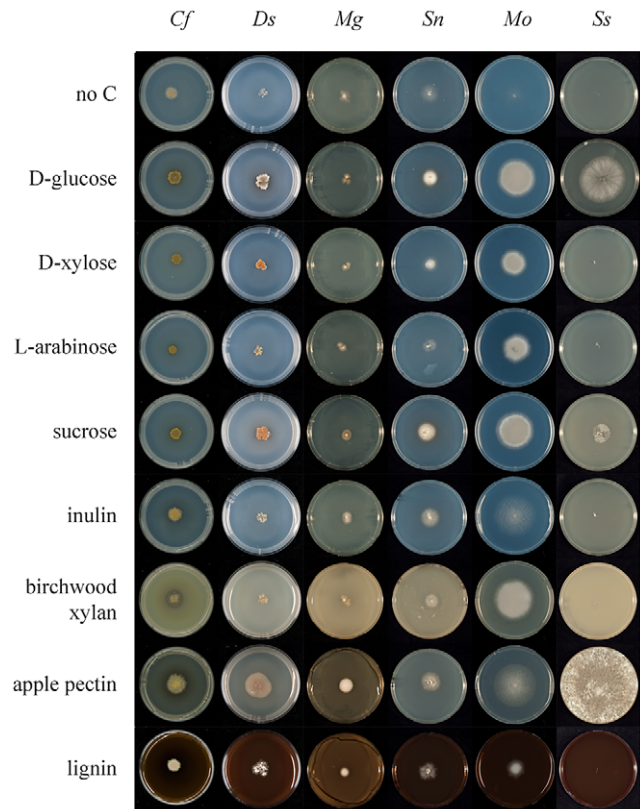 Cf Ds Mg Sn Mo Ss
no C
D-glucose
D-xylose
L-arabinose
sucrose
inulin
birchwood
xylan
apple pectin
lignin